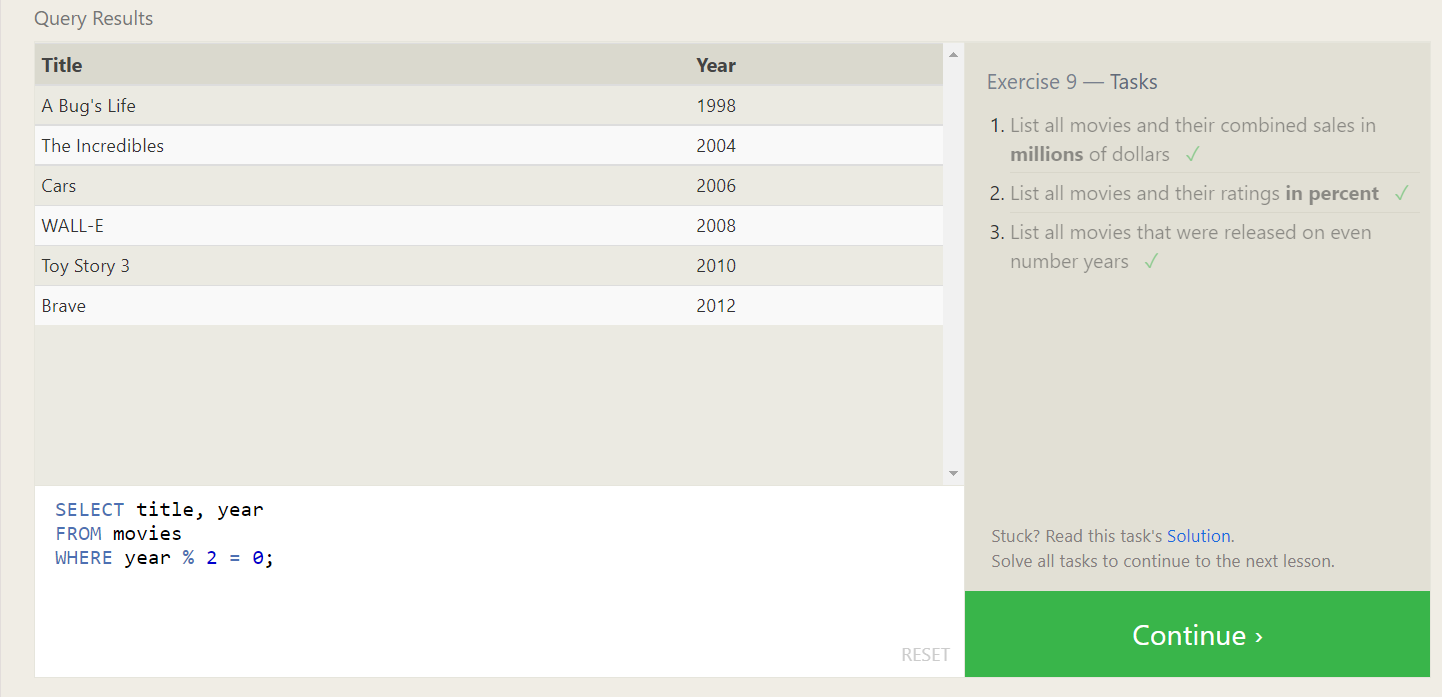 Query Results
Title Year
A Bug's Life 1998
The Incredibles 2004
Cars 2006
WALL-E 2008
Toy Story 3 2010
Brave 2012
SELECT title, year
FROM movies
WHERE year % 2 = 0;
RESET
Exercise 9 — Tasks
1. List all movies and their combined sales in
millions of dollars ✓
2. List all movies and their ratings in percent ✓
3. List all movies that were released on even
number years ✓
Stuck? Read this task's Solution.
Solve all tasks to continue to the next lesson.
Continue ›